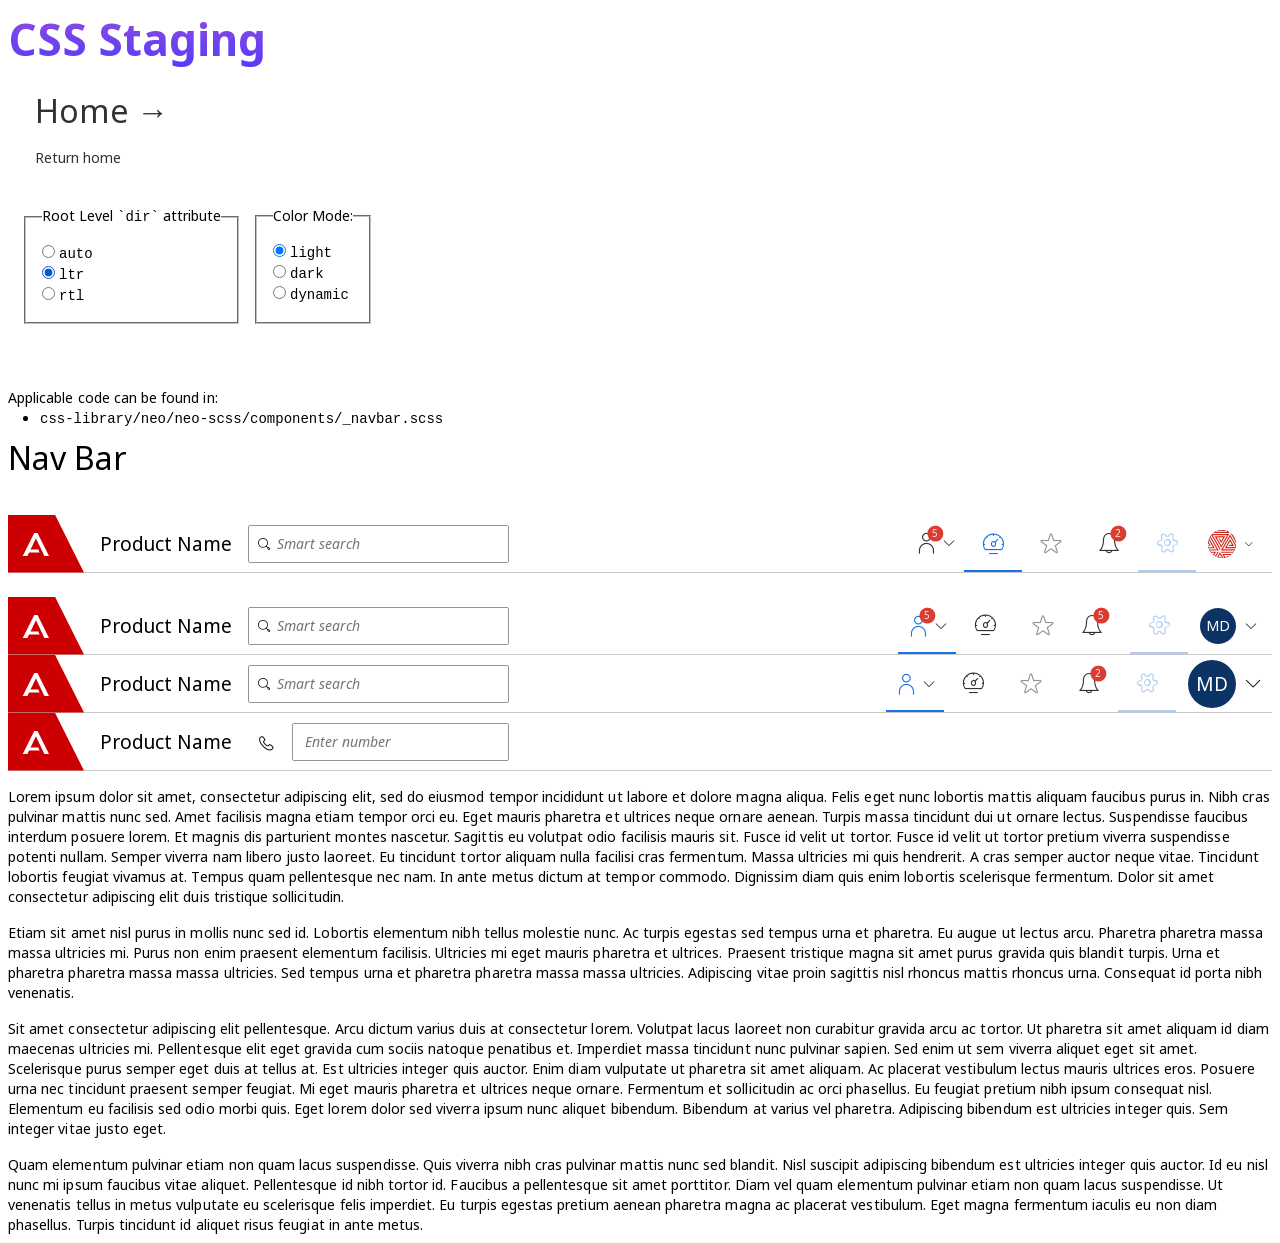 CSS Staging
Home →
Return home
Root Level `dir` attribute
auto
ltr
rtl
Color Mode:
light
dark
dynamic
Applicable code can be found in:
• css-library/neo/neo-scss/components/_navbar.scss
Nav Bar
Product Name Smart search 5 2
Product Name Smart search 5 5 MD
Product Name Smart search 2 MD
Product Name Enter number
Lorem ipsum dolor sit amet, consectetur adipiscing elit, sed do eiusmod tempor incididunt ut labore et dolore magna aliqua. Felis eget nunc lobortis mattis aliquam faucibus purus in. Nibh cras
pulvinar mattis nunc sed. Amet facilisis magna etiam tempor orci eu. Eget mauris pharetra et ultrices neque ornare aenean. Turpis massa tincidunt dui ut ornare lectus. Suspendisse faucibus
interdum posuere lorem. Et magnis dis parturient montes nascetur. Sagittis eu volutpat odio facilisis mauris sit. Fusce id velit ut tortor. Fusce id velit ut tortor pretium viverra suspendisse
potenti nullam. Semper viverra nam libero justo laoreet. Eu tincidunt tortor aliquam nulla facilisi cras fermentum. Massa ultricies mi quis hendrerit. A cras semper auctor neque vitae. Tincidunt
lobortis feugiat vivamus at. Tempus quam pellentesque nec nam. In ante metus dictum at tempor commodo. Dignissim diam quis enim lobortis scelerisque fermentum. Dolor sit amet
consectetur adipiscing elit duis tristique sollicitudin.
Etiam sit amet nisl purus in mollis nunc sed id. Lobortis elementum nibh tellus molestie nunc. Ac turpis egestas sed tempus urna et pharetra. Eu augue ut lectus arcu. Pharetra pharetra massa
massa ultricies mi. Purus non enim praesent elementum facilisis. Ultricies mi eget mauris pharetra et ultrices. Praesent tristique magna sit amet purus gravida quis blandit turpis. Urna et
pharetra pharetra massa massa ultricies. Sed tempus urna et pharetra pharetra massa massa ultricies. Adipiscing vitae proin sagittis nisl rhoncus mattis rhoncus urna. Consequat id porta nibh
venenatis.
Sit amet consectetur adipiscing elit pellentesque. Arcu dictum varius duis at consectetur lorem. Volutpat lacus laoreet non curabitur gravida arcu ac tortor. Ut pharetra sit amet aliquam id diam
maecenas ultricies mi. Pellentesque elit eget gravida cum sociis natoque penatibus et. Imperdiet massa tincidunt nunc pulvinar sapien. Sed enim ut sem viverra aliquet eget sit amet.
Scelerisque purus semper eget duis at tellus at. Est ultricies integer quis auctor. Enim diam vulputate ut pharetra sit amet aliquam. Ac placerat vestibulum lectus mauris ultrices eros. Posuere
urna nec tincidunt praesent semper feugiat. Mi eget mauris pharetra et ultrices neque ornare. Fermentum et sollicitudin ac orci phasellus. Eu feugiat pretium nibh ipsum consequat nisl.
Elementum eu facilisis sed odio morbi quis. Eget lorem dolor sed viverra ipsum nunc aliquet bibendum. Bibendum at varius vel pharetra. Adipiscing bibendum est ultricies integer quis. Sem
integer vitae justo eget.
Quam elementum pulvinar etiam non quam lacus suspendisse. Quis viverra nibh cras pulvinar mattis nunc sed blandit. Nisl suscipit adipiscing bibendum est ultricies integer quis auctor. Id eu nisl
nunc mi ipsum faucibus vitae aliquet. Pellentesque id nibh tortor id. Faucibus a pellentesque sit amet porttitor. Diam vel quam elementum pulvinar etiam non quam lacus suspendisse. Ut
venenatis tellus in metus vulputate eu scelerisque felis imperdiet. Eu turpis egestas pretium aenean pharetra magna ac placerat vestibulum. Eget magna fermentum iaculis eu non diam
phasellus. Turpis tincidunt id aliquet risus feugiat in ante metus.